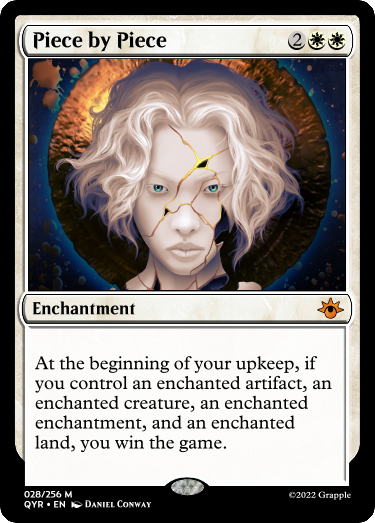 Piece by Piece 2
Enchantment
At the beginning of your upkeep, if
you control an enchanted artifact, an
enchanted creature, an enchanted
enchantment, and an enchanted
land, you win the game.
028/256 M
QYR • EN Daniel Conway
©2022 Grapple